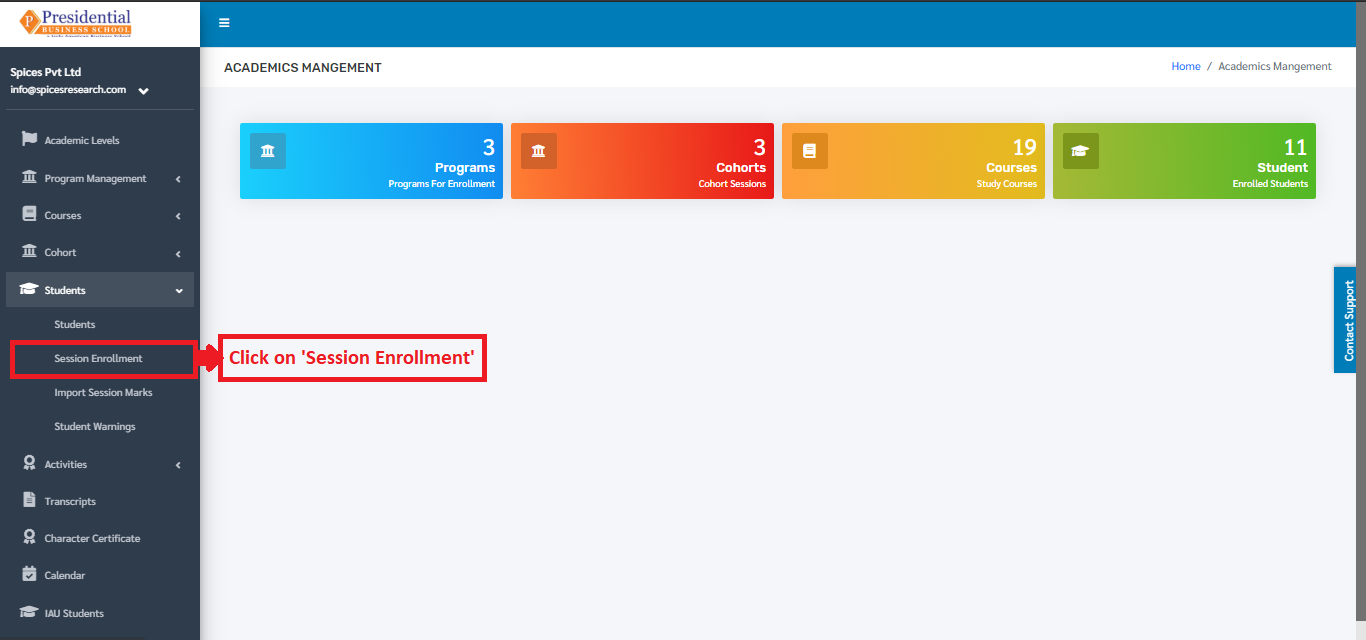 P Presidential
BUSINESS SCHOOL
Spices Pvt Ltd
info@spicesresearch.com
Academic Levels
Program Management
Courses
Cohort
Students
Students
Session Enrollment
Import Session Marks
Student Warnings
Activities
Transcripts
Character Certificate
Calendar
IAU Students
ACADEMICS MANGEMENT
Home / Academics Mangement
3
Programs
Programs For Enrollment
3
Cohorts
Cohort Sessions
19
Courses
Study Courses
11
Student
Enrolled Students
Click on 'Session Enrollment'
Contact Support